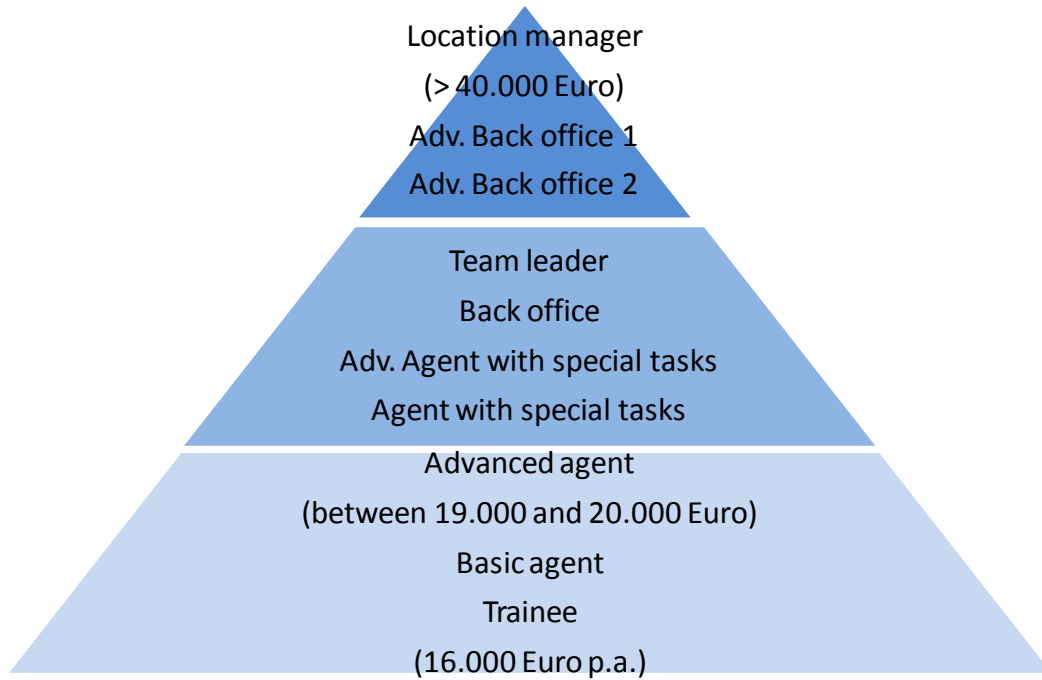 Location manager
(> 40.000 Euro)
Adv. Back office 1
Adv. Back office 2
Team leader
Back office
Adv. Agent with special tasks
Agent with special tasks
Advanced agent
(between 19.000 and 20.000 Euro)
Basic agent
Trainee
(16.000 Euro p.a.)